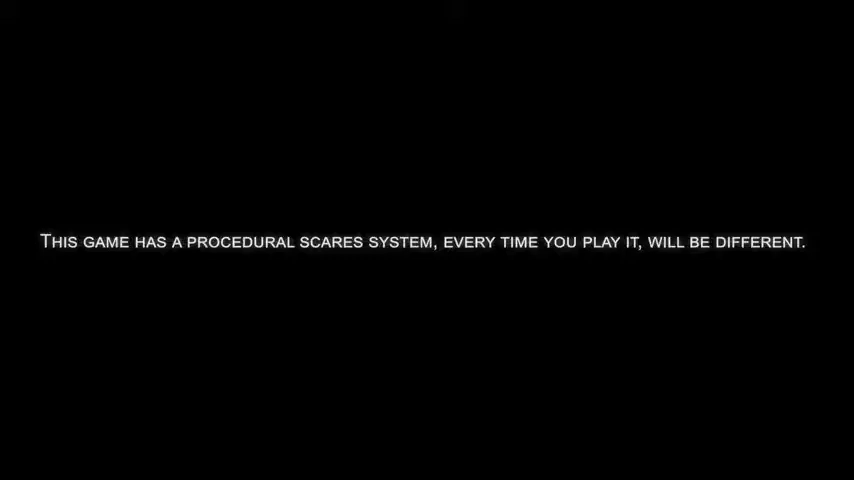 This game has a procedural scares system, every time you play it, will be different.